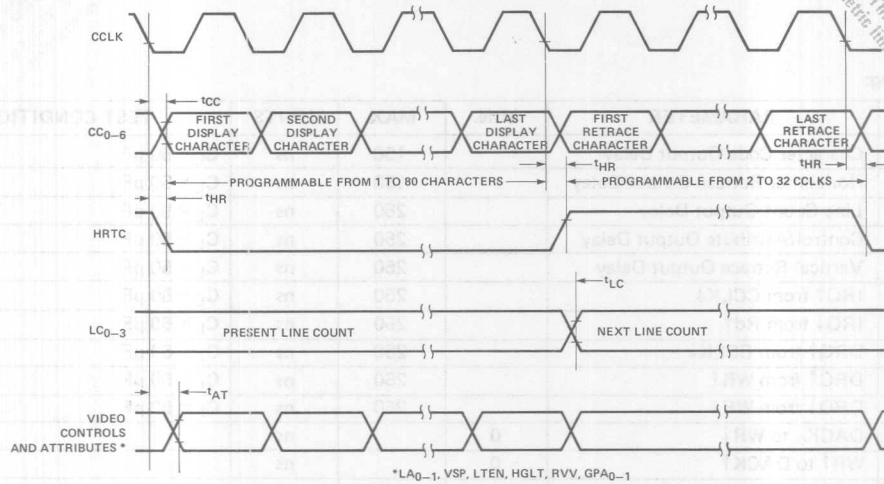 CCLK
tCC
CC0–6
FIRST DISPLAY CHARACTER
SECOND DISPLAY CHARACTER
LAST DISPLAY CHARACTER
FIRST RETRACE CHARACTER
LAST RETRACE CHARACTER
tHR
tHR
PROGRAMMABLE FROM 1 TO 80 CHARACTERS
PROGRAMMABLE FROM 2 TO 32 CCLKS
tHR
HRTC
tLC
LC0–3
PRESENT LINE COUNT
NEXT LINE COUNT
tAT
VIDEO
CONTROLS
AND ATTRIBUTES *
*LA0–1, VSP, LTEN, HGLT, RVV, GPA0–1